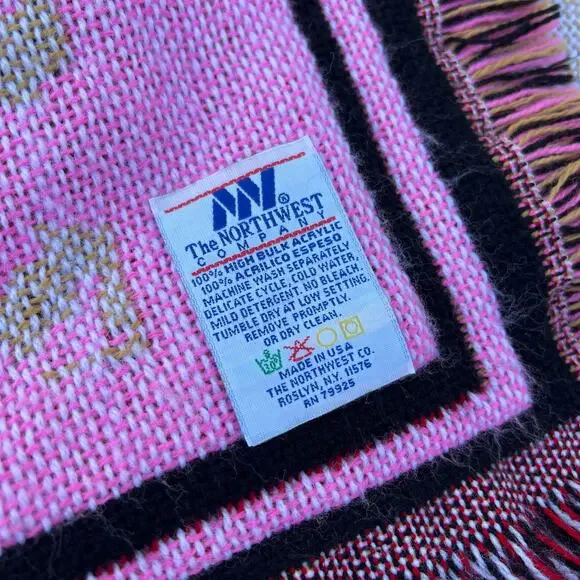 NW®
The NORTHWEST
COMPANY
100% HIGH BULK ACRYLIC
100% ACRILICO ESPESO
MACHINE WASH SEPARATELY
DELICATE CYCLE, COLD WATER,
MILD DETERGENT. NO BLEACH.
TUMBLE DRY AT LOW SETTING.
REMOVE PROMPTLY.
OR DRY CLEAN.
MADE IN USA
THE NORTHWEST CO.
ROSLYN, N.Y. 11576
RN 79925